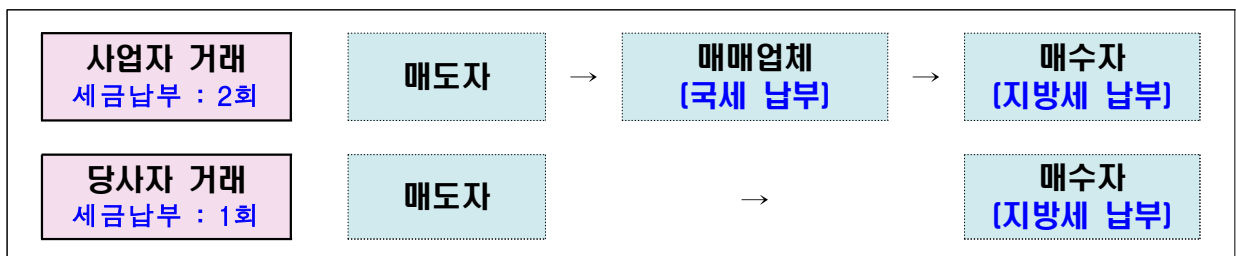 사업자 거래
세금납부 : 2회
매도자
→
매매업체
(국세 납부)
→
매수자
(지방세 납부)
당사자 거래
세금납부 : 1회
매도자
→
매수자
(지방세 납부)